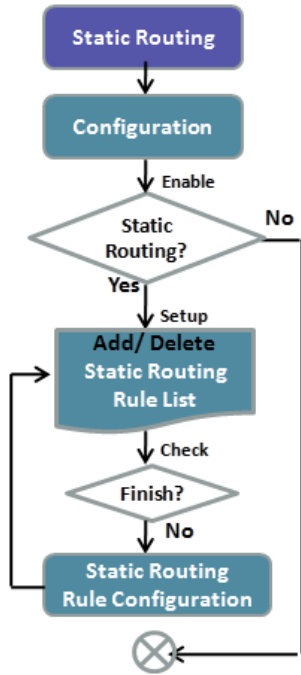 Static Routing
Configuration
Enable
Static
Routing?
No
Yes
Setup
Add/ Delete
Static Routing
Rule List
Check
Finish?
No
Static Routing
Rule Configuration